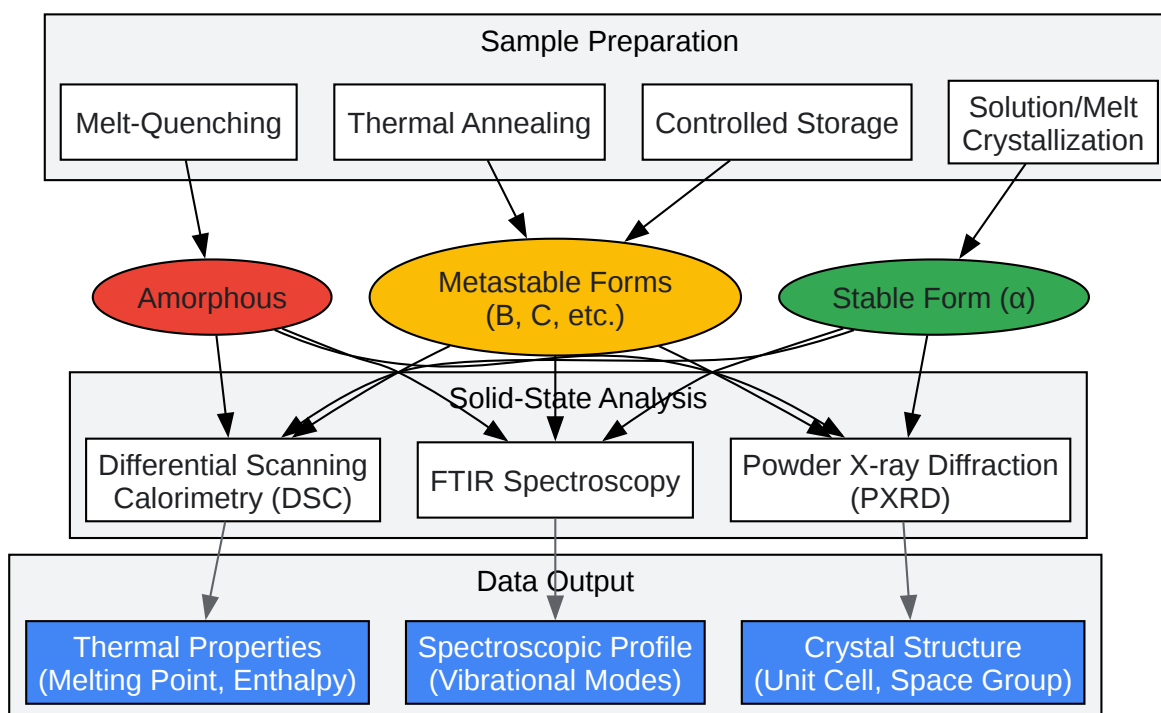 Sample Preparation
Melt-Quenching
Thermal Annealing
Controlled Storage
Solution/Melt
Crystallization
Amorphous
Metastable Forms
(B, C, etc.)
Stable Form (α)
Solid-State Analysis
Differential Scanning
Calorimetry (DSC)
FTIR Spectroscopy
Powder X-ray Diffraction
(PXRD)
Data Output
Thermal Properties
(Melting Point, Enthalpy)
Spectroscopic Profile
(Vibrational Modes)
Crystal Structure
(Unit Cell, Space Group)